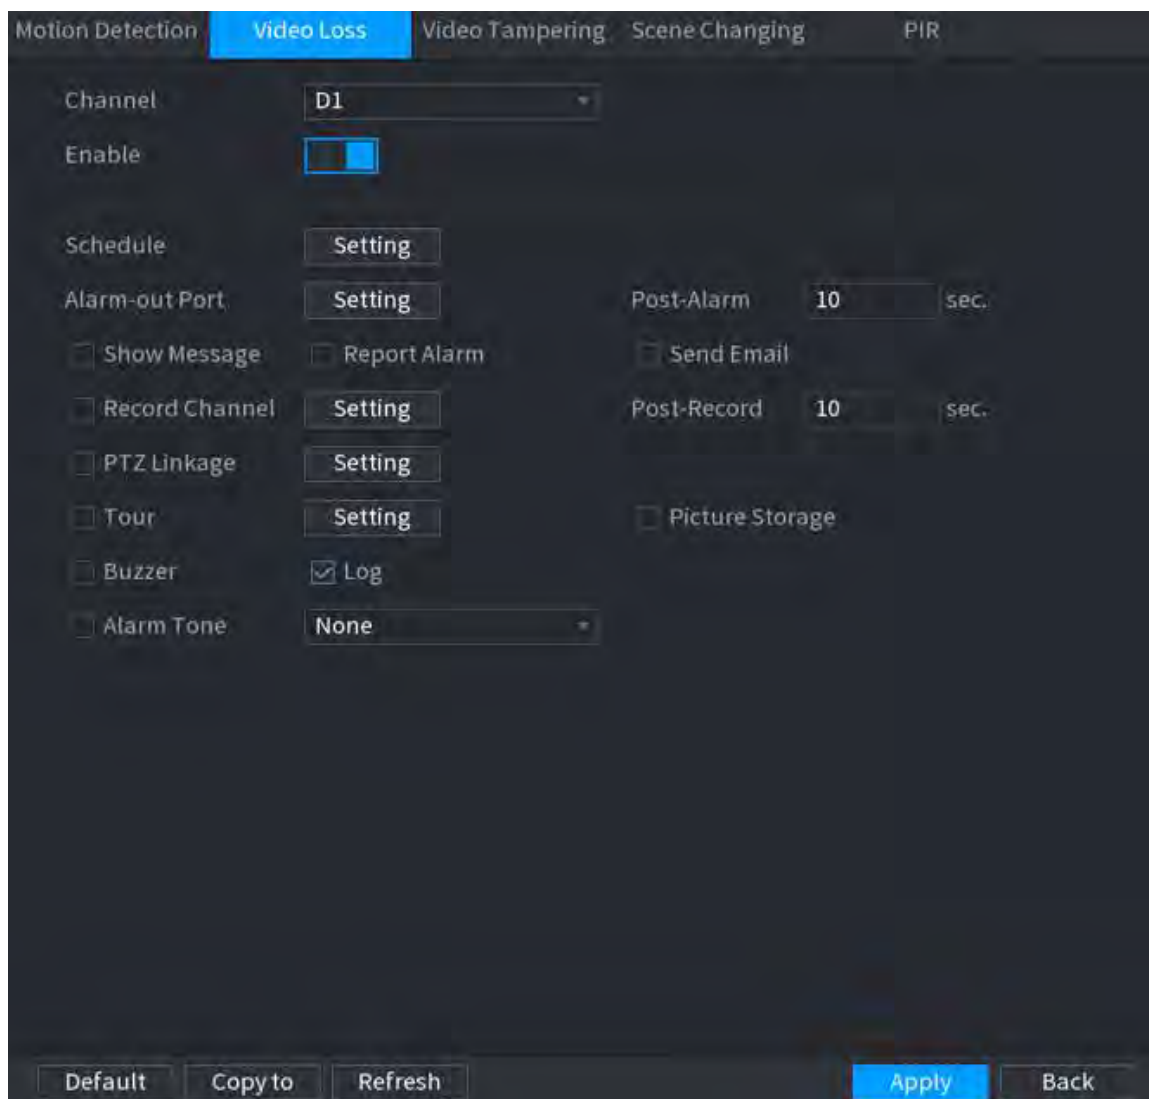 Motion Detection Video Loss Video Tampering Scene Changing PIR
Channel D1
Enable
Schedule Setting
Alarm-out Port Setting Post-Alarm 10 sec.
Show Message Report Alarm Send Email
Record Channel Setting Post-Record 10 sec.
PTZ Linkage Setting
Tour Setting Picture Storage
Buzzer Log
Alarm Tone None
Default Copy to Refresh Apply Back